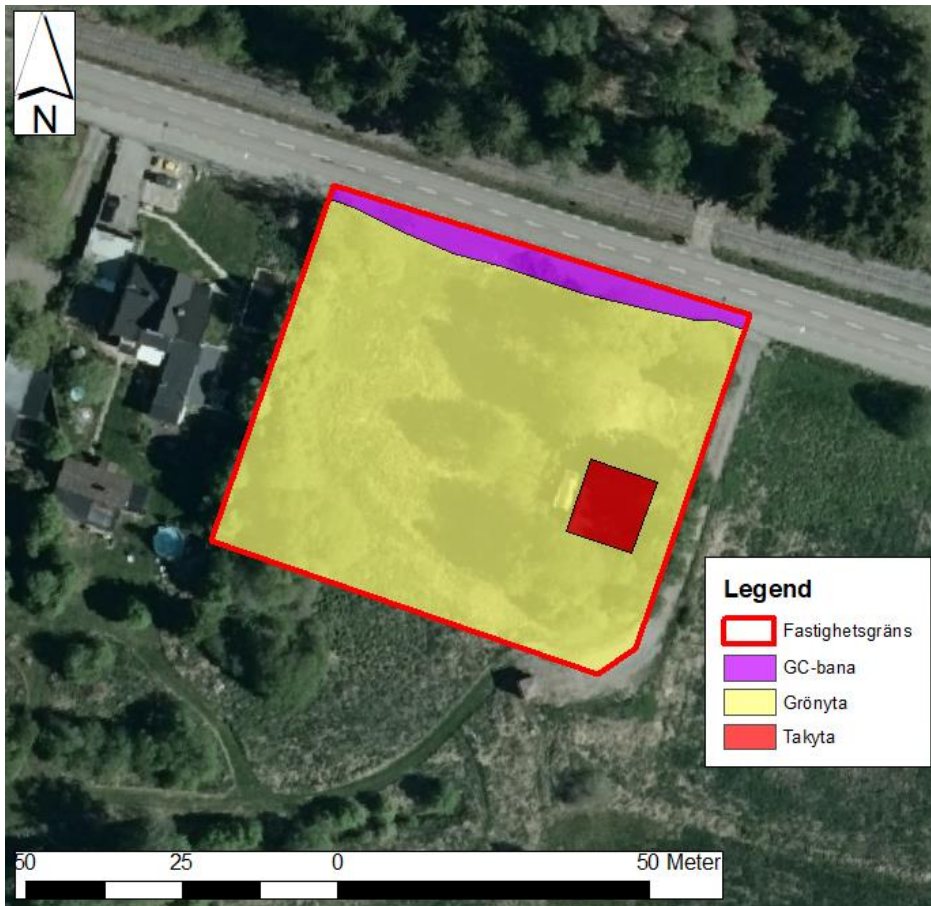 N
Legend
Fastighetsgräns
GC-bana
Grönyta
Takyta
50 25 0 50 Meter